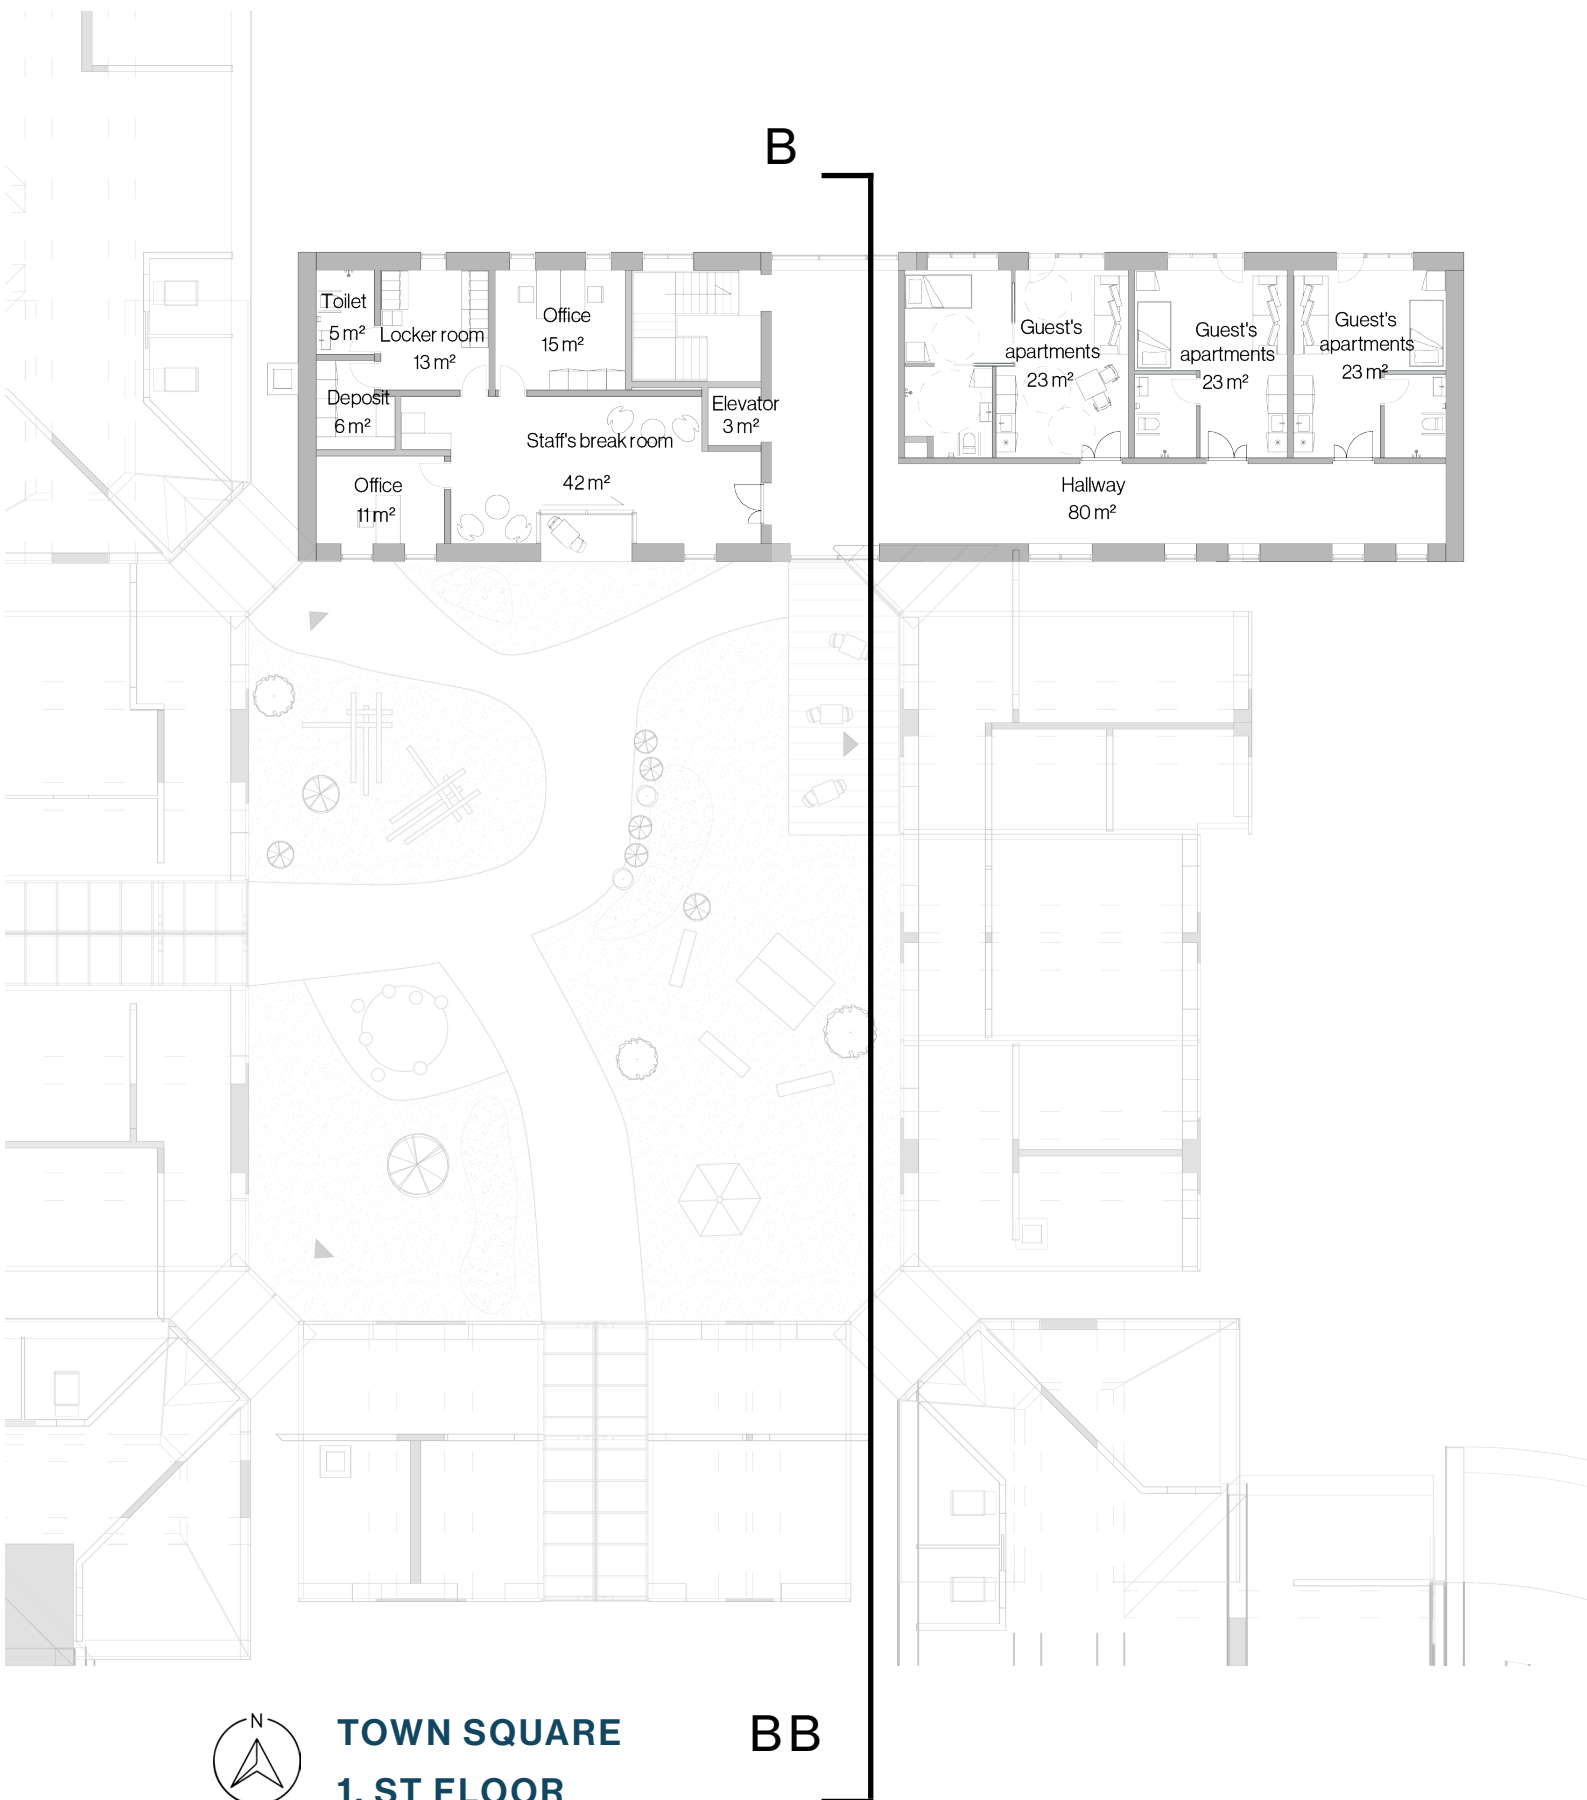 B
Toilet
5 m²
Locker room
13 m²
Office
15 m²
Deposit
6 m²
Elevator
3 m²
Staff's break room
42 m²
Office
11 m²
Guest's
apartments
23 m²
Guest's
apartments
23 m²
Guest's
apartments
23 m²
Hallway
80 m²
N
TOWN SQUARE
1. ST FLOOR
BB